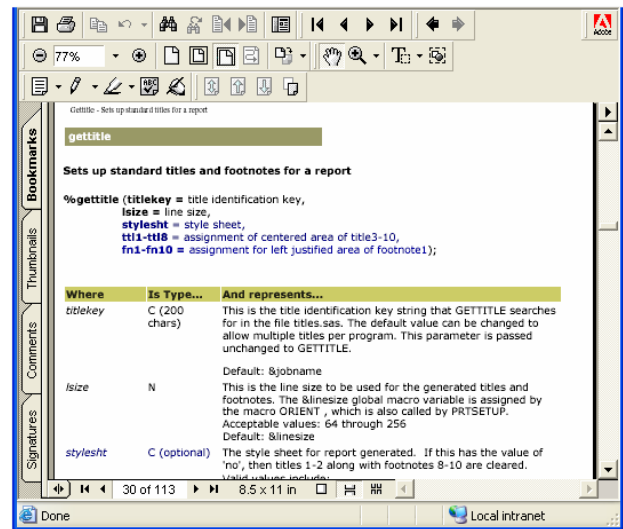 Adobe
77%
Bookmarks
Thumbnails
Comments
Signatures
Gettitle - Sets up standard titles for a report
gettitle
Sets up standard titles and footnotes for a report
%gettitle (titlekey = title identification key,
lsize = line size,
stylesht = style sheet,
ttl1-ttl8 = assignment of centered area of title3-10,
fn1-fn10 = assignment for left justified area of footnote1);
Where Is Type... And represents...
titlekey C (200 chars) This is the title identification key string that GETTITLE searches
for in the file titles.sas. The default value can be changed to
allow multiple titles per program. This parameter is passed
unchanged to GETTITLE.
Default: &jobname
lsize N This is the line size to be used for the generated titles and
footnotes. The &linesize global macro variable is assigned by
the macro ORIENT , which is also called by PRTSETUP.
Acceptable values: 64 through 256
Default: &linesize
stylesht C (optional) The style sheet for report generated. If this has the value of
'no', then titles 1-2 along with footnotes 8-10 are cleared.
Valid values include:
30 of 113 8.5 x 11 in
Done Local intranet